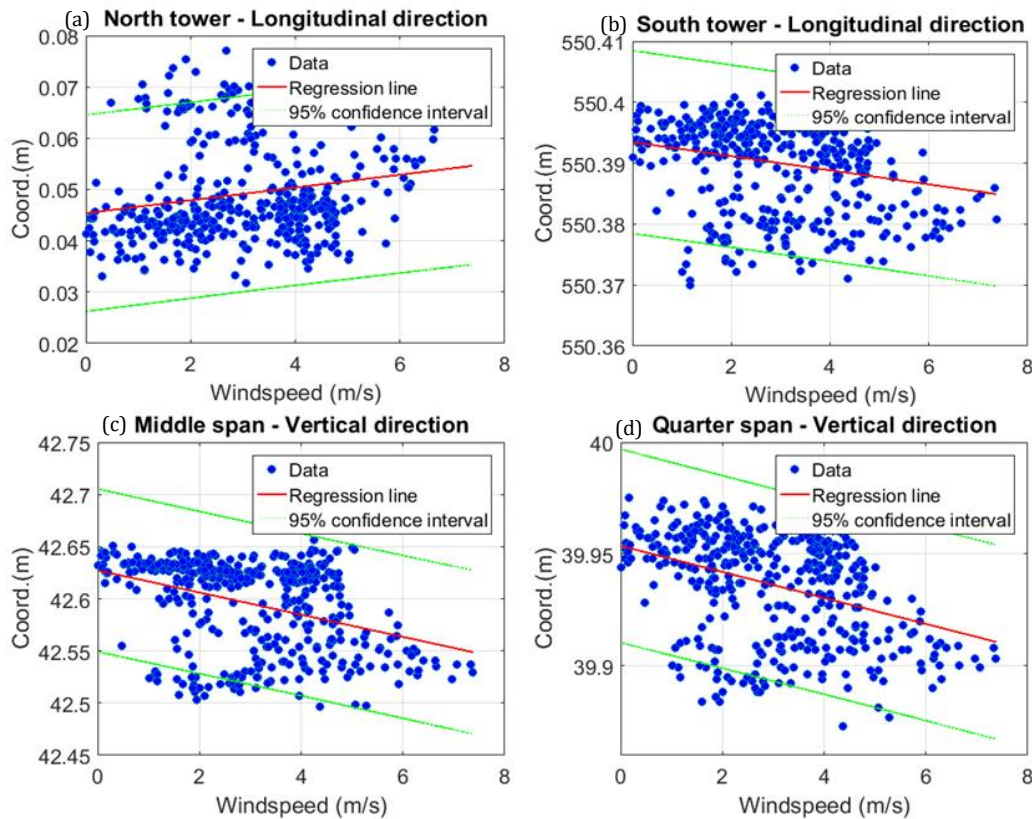 (a) North tower - Longitudinal direction
0.08
0.07
0.06
0.05
0.04
0.03
0.02
Coord.(m)
Data
Regression line
95% confidence interval
0 2 4 6 8
Windspeed (m/s)
(b) South tower - Longitudinal direction
550.41
550.4
550.39
550.38
550.37
550.36
Coord.(m)
Data
Regression line
95% confidence interval
0 2 4 6 8
Windspeed (m/s)
(c) Middle span - Vertical direction
42.75
42.7
42.65
42.6
42.55
42.5
42.45
Coord.(m)
Data
Regression line
95% confidence interval
0 2 4 6 8
Windspeed (m/s)
(d) Quarter span - Vertical direction
40
39.95
39.9
Coord.(m)
Data
Regression line
95% confidence interval
0 2 4 6 8
Windspeed (m/s)